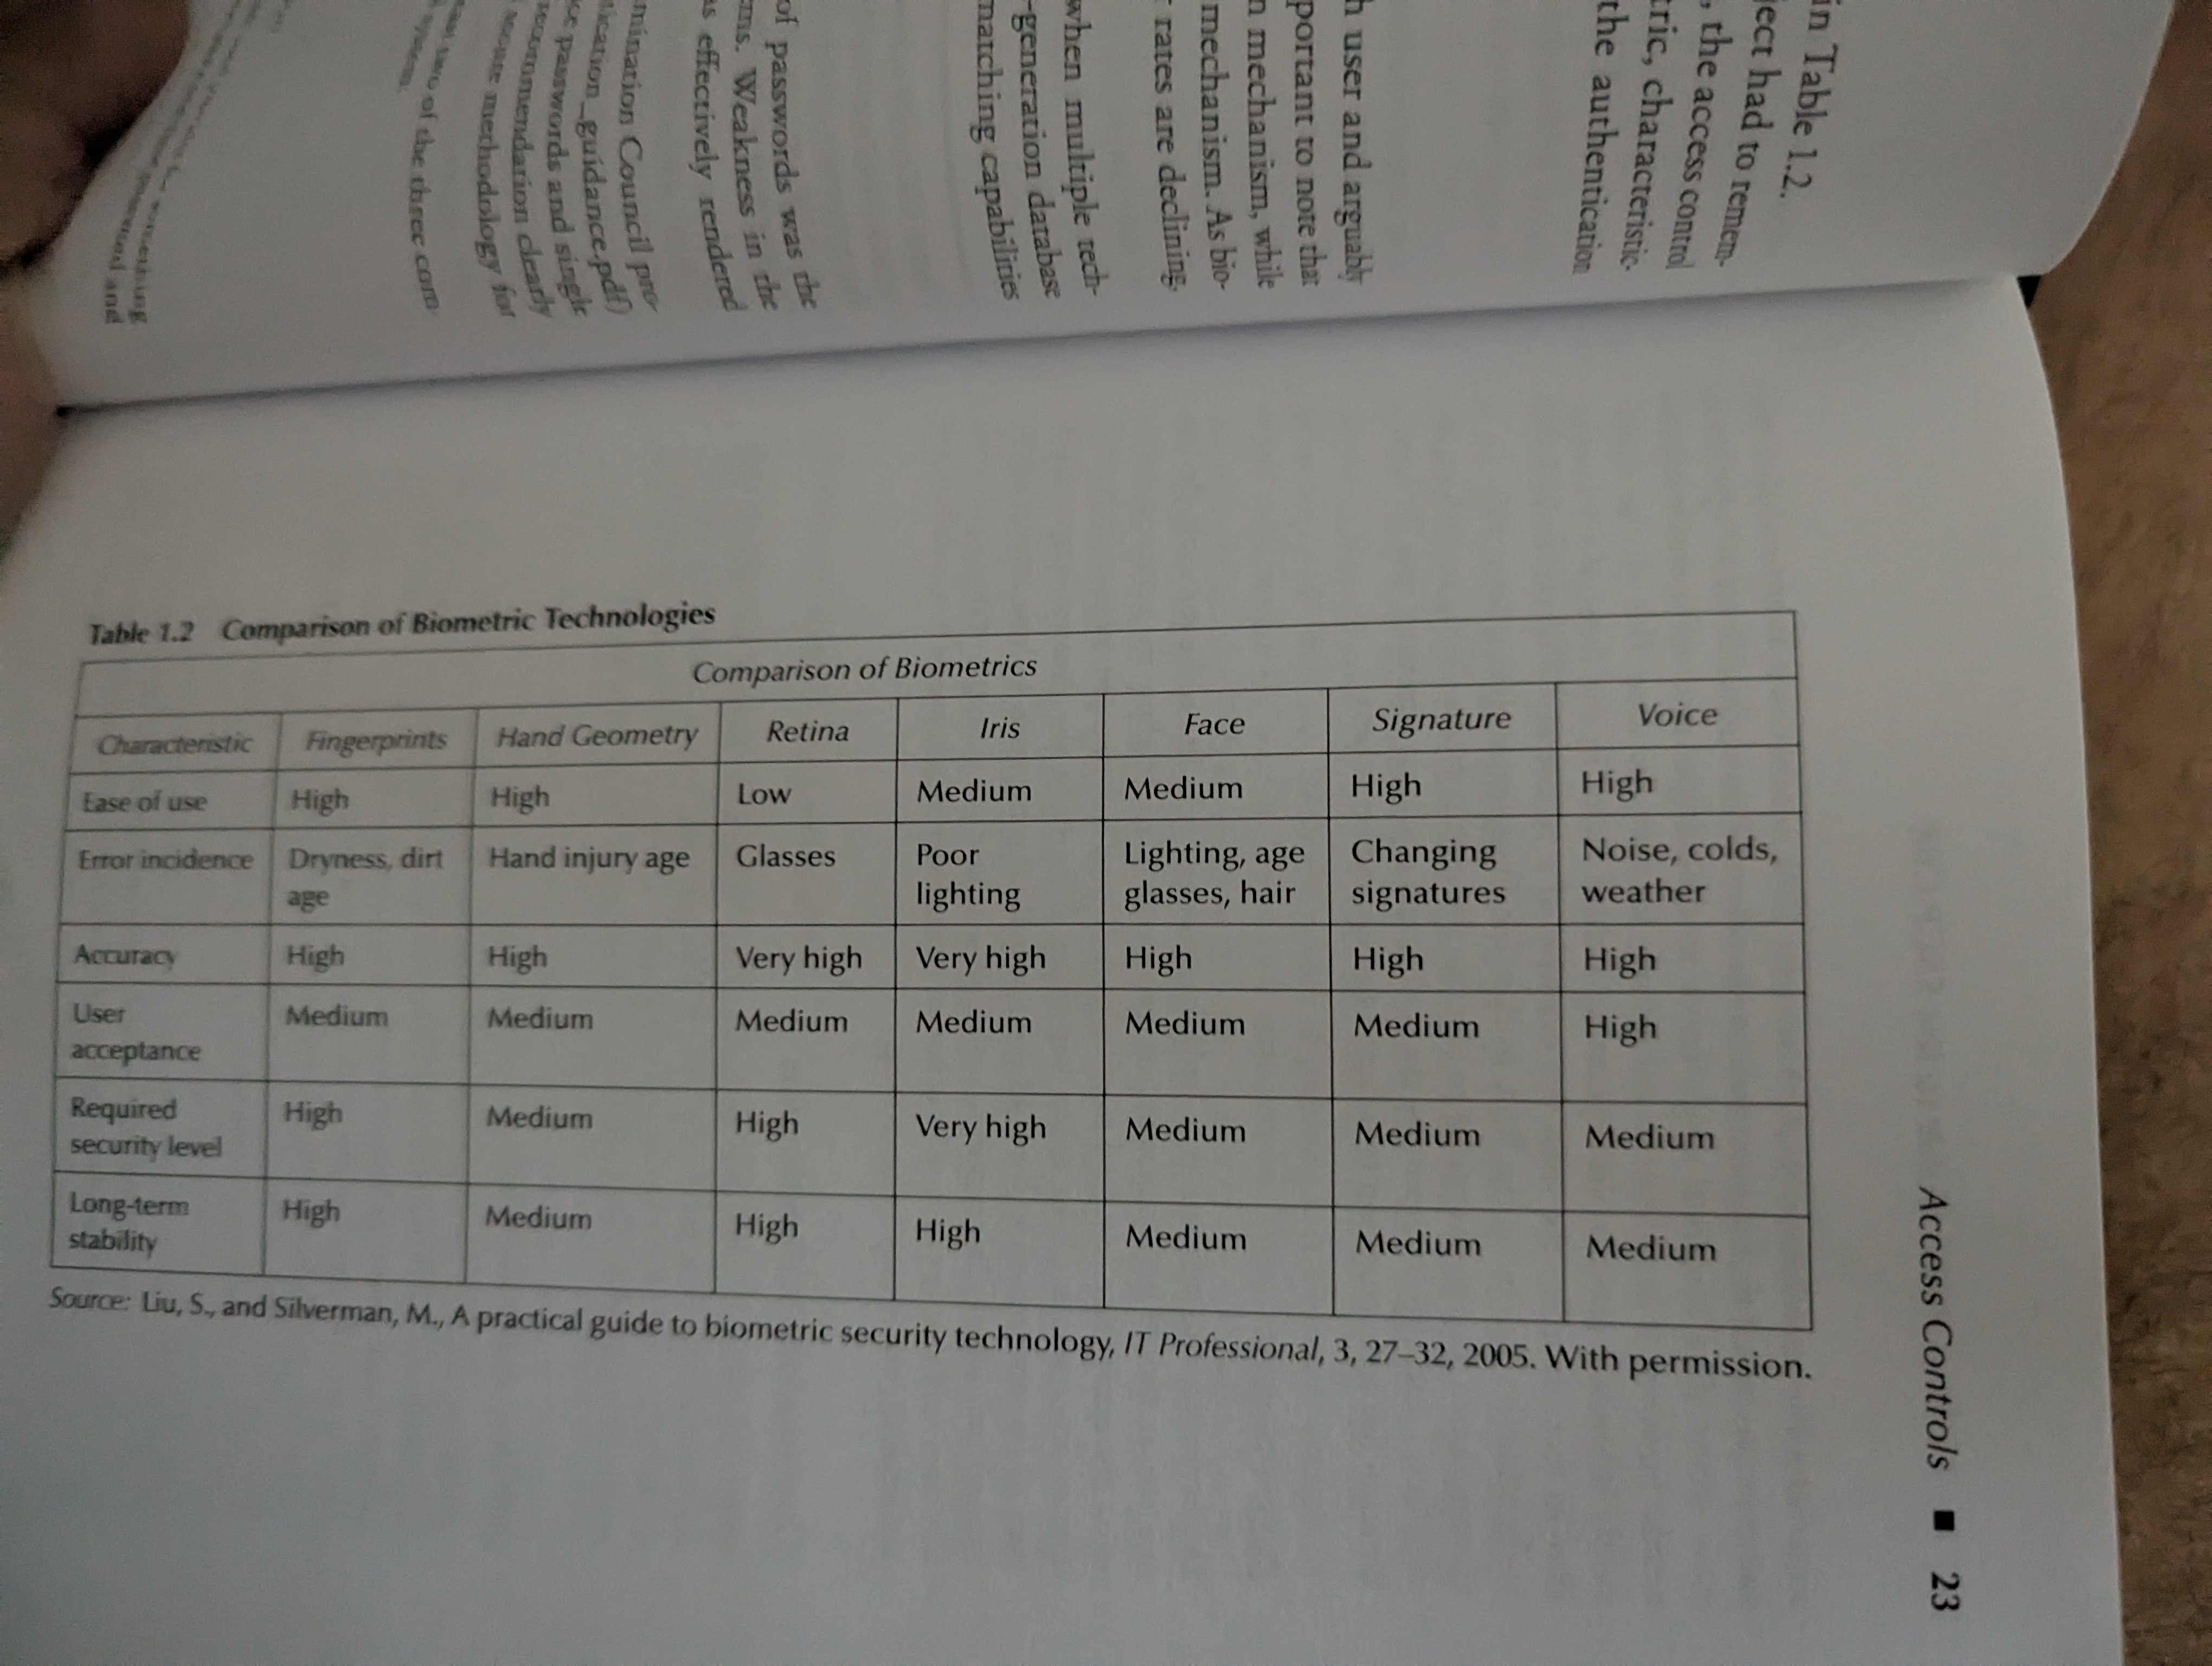 in Table 1.2.
ject had to remem-
, the access control
tric, characteristic-
the authentication
h user and arguably
portant to note that
n mechanism, while
mechanism. As bio-
rates are declining,
when multiple tech-
-generation database
matching capabilities
of passwords was the
ms. Weakness in the
as effectively rendered
mination Council pro-
tication_guidance.pdf)
se passwords and single
recommendation clearly
secure methodology for
two of the three com-
system.
Table 1.2 Comparison of Biometric Technologies
Comparison of Biometrics
Characteristic Fingerprints Hand Geometry Retina Iris Face Signature Voice
Ease of use High High Low Medium Medium High High
Error incidence Dryness, dirt Hand injury age Glasses Poor Lighting, age Changing Noise, colds,
age lighting glasses, hair signatures weather
Accuracy High High Very high Very high High High High
User Medium Medium Medium Medium Medium Medium High
acceptance
Required High Medium High Very high Medium Medium Medium
security level
Long-term High Medium High High Medium Medium Medium
stability
Source: Liu, S., and Silverman, M., A practical guide to biometric security technology, IT Professional, 3, 27–32, 2005. With permission.
Access Controls ■ 23